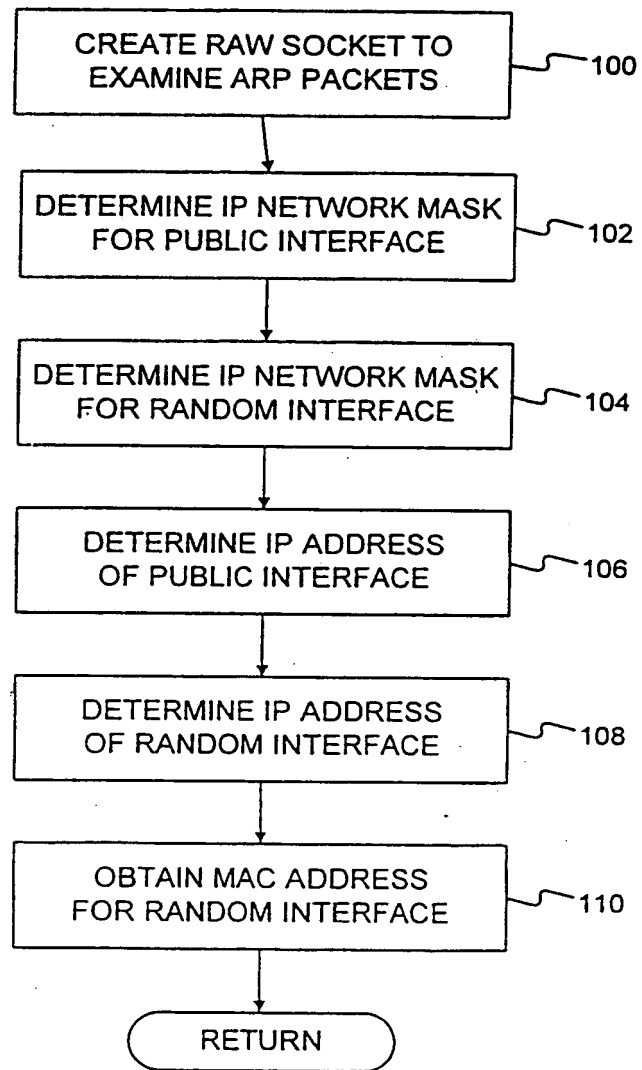 CREATE RAW SOCKET TO
EXAMINE ARP PACKETS
100
DETERMINE IP NETWORK MASK
FOR PUBLIC INTERFACE
102
DETERMINE IP NETWORK MASK
FOR RANDOM INTERFACE
104
DETERMINE IP ADDRESS
OF PUBLIC INTERFACE
106
DETERMINE IP ADDRESS
OF RANDOM INTERFACE
108
OBTAIN MAC ADDRESS
FOR RANDOM INTERFACE
110
RETURN